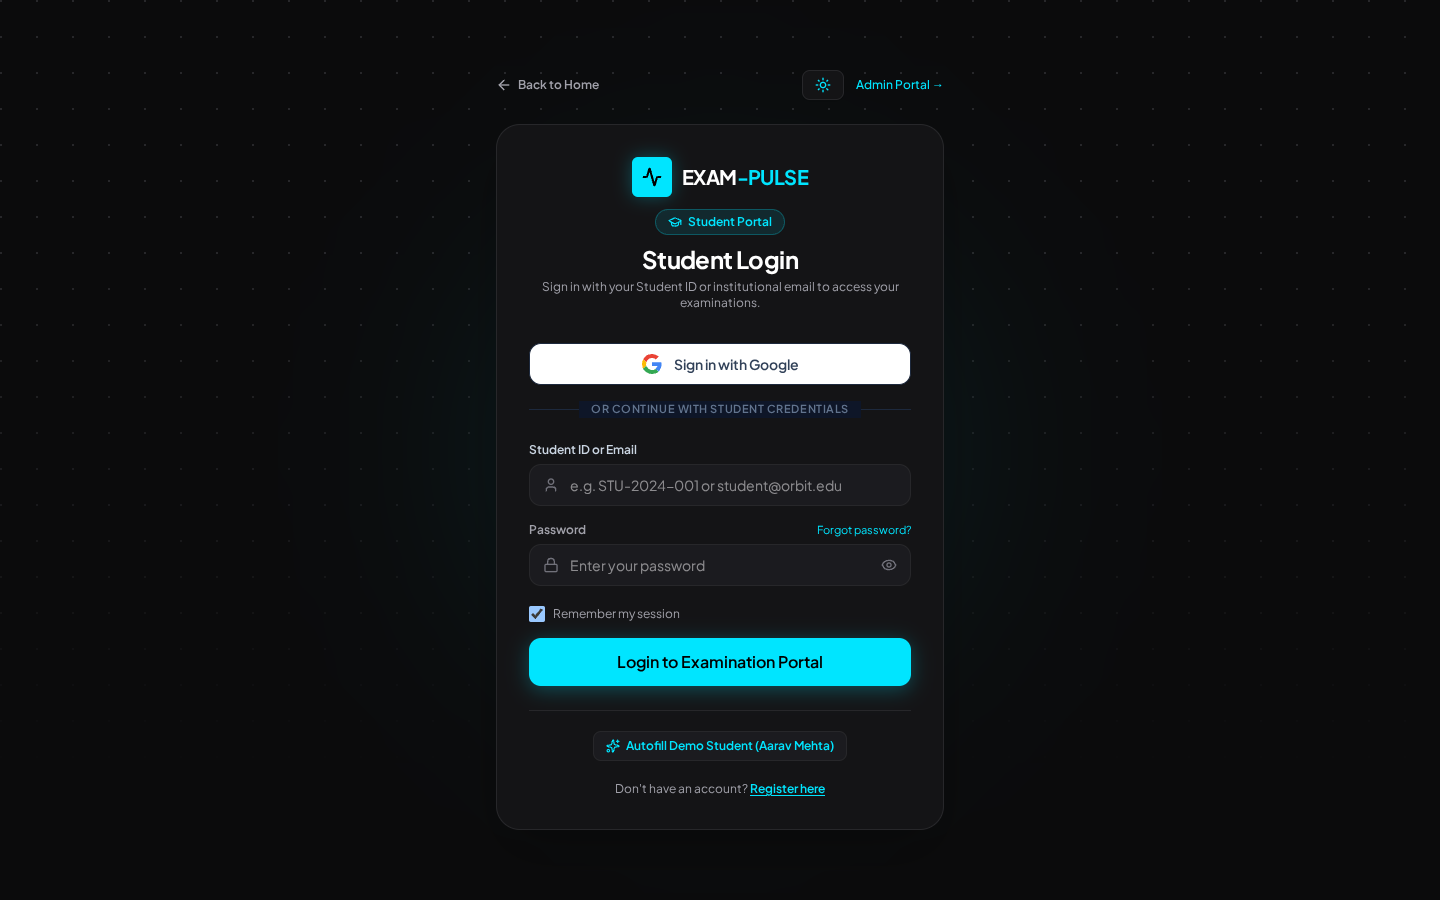 Back to Home
Admin Portal →
EXAM-PULSE
Student Portal
Student Login
Sign in with your Student ID or institutional email to access your
examinations.
Sign in with Google
OR CONTINUE WITH STUDENT CREDENTIALS
Student ID or Email
e.g. STU-2024-001 or student@orbit.edu
Password
Forgot password?
Enter your password
Remember my session
Login to Examination Portal
Autofill Demo Student (Aarav Mehta)
Don't have an account? Register here